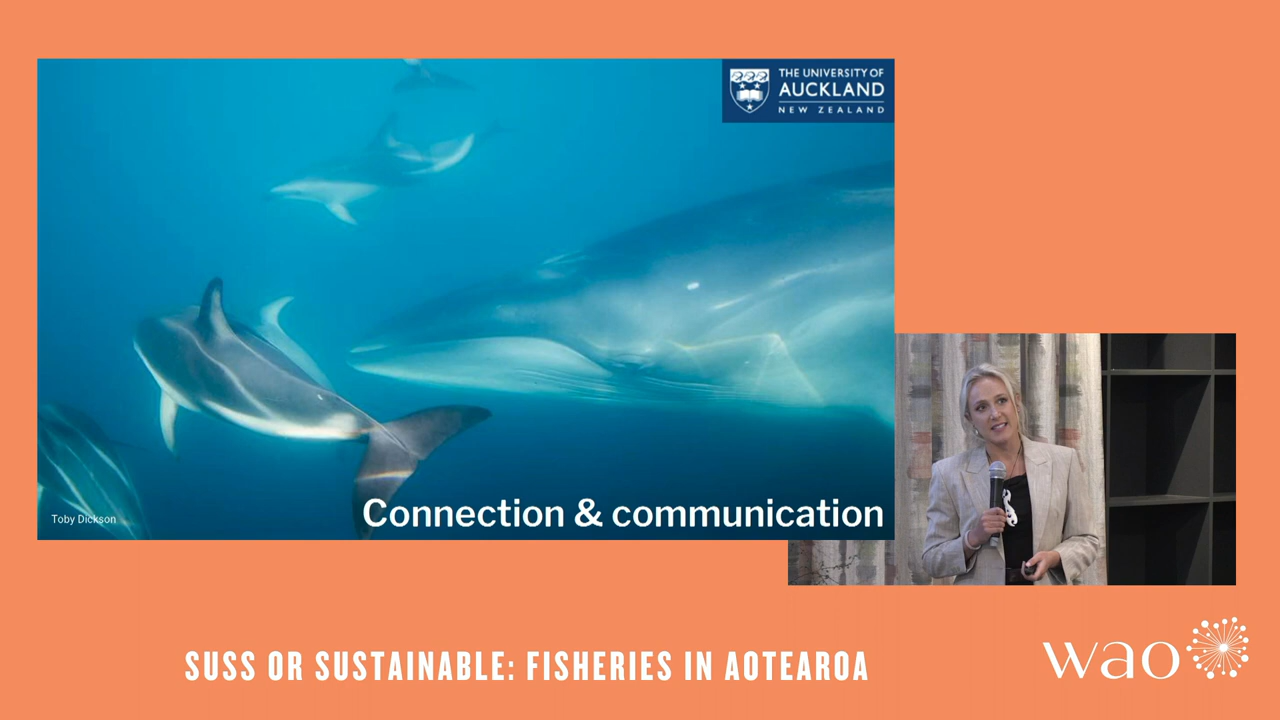 THE UNIVERSITY OF
AUCKLAND
NEW ZEALAND
Toby Dickson
Connection & communication
SUSS OR SUSTAINABLE: FISHERIES IN AOTEAROA
wao